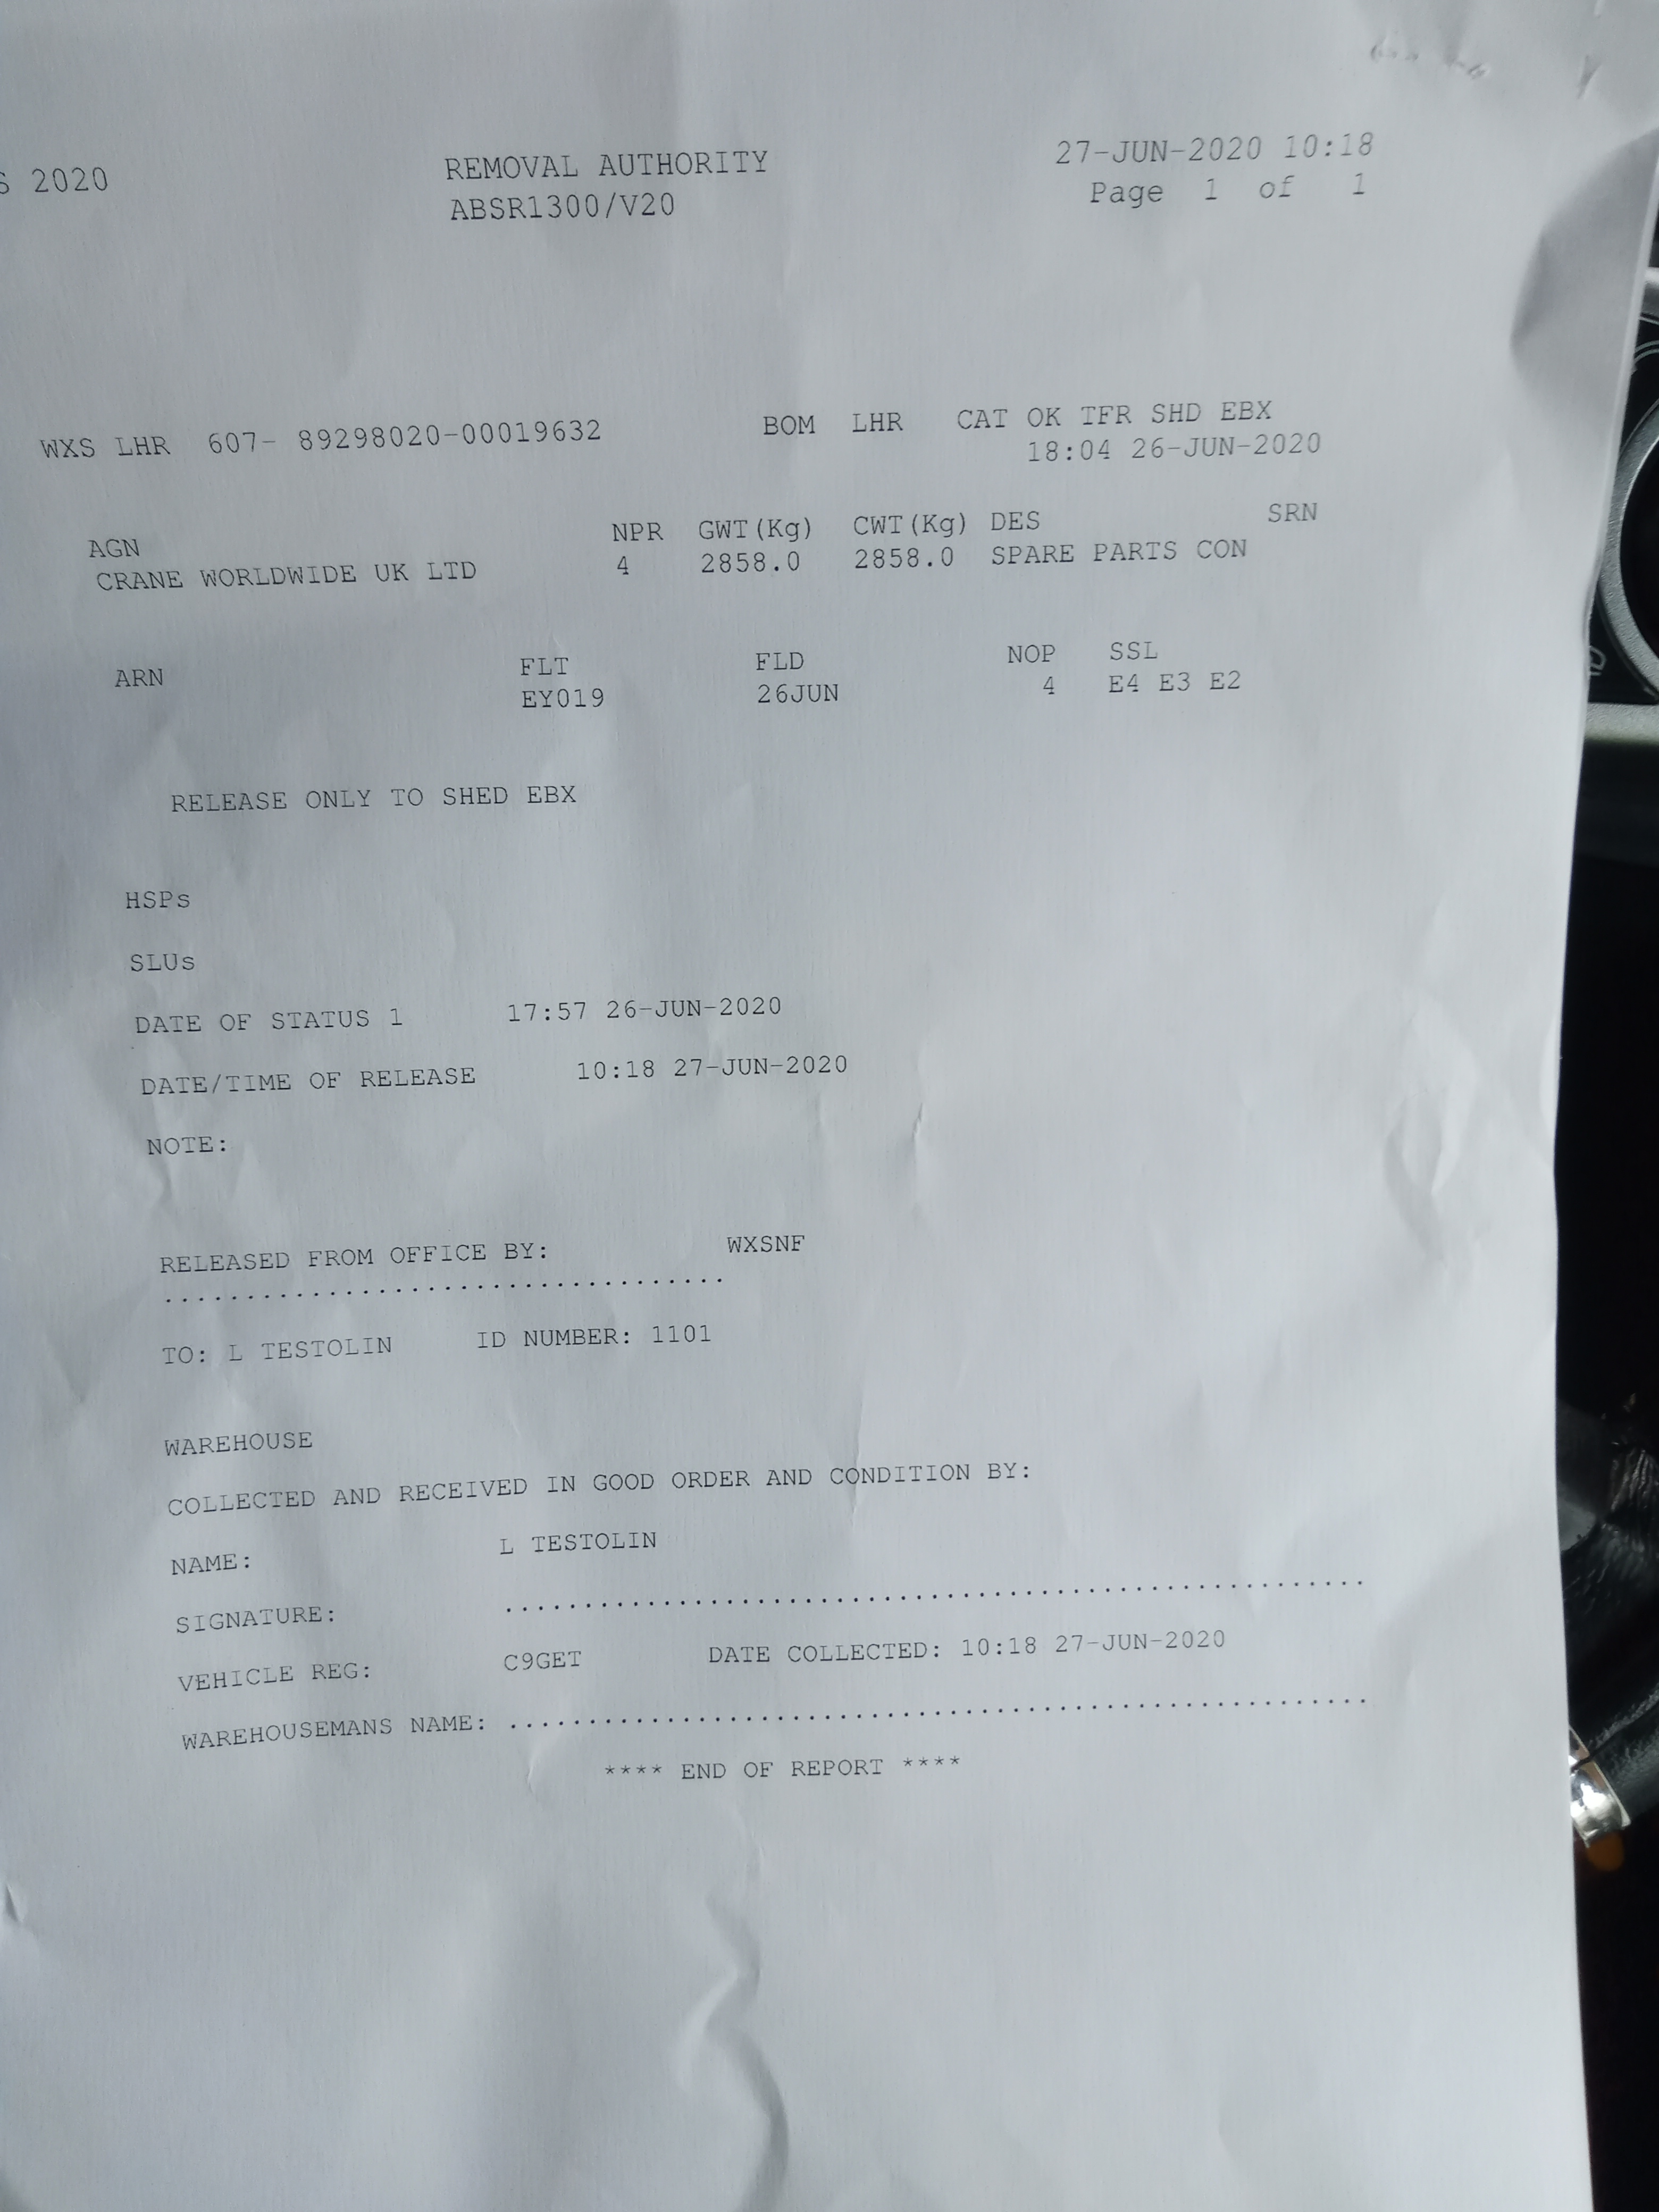 S 2020 REMOVAL AUTHORITY 27-JUN-2020 10:18
ABSR1300/V20 Page 1 of 1
WXS LHR 607- 89298020-00019632 BOM LHR CAT OK TFR SHD EBX
18:04 26-JUN-2020
AGN NPR GWT(Kg) CWT(Kg) DES SRN
CRANE WORLDWIDE UK LTD 4 2858.0 2858.0 SPARE PARTS CON
ARN FLT FLD NOP SSL
EY019 26JUN 4 E4 E3 E2
RELEASE ONLY TO SHED EBX
HSPs
SLUs
DATE OF STATUS 1 17:57 26-JUN-2020
DATE/TIME OF RELEASE 10:18 27-JUN-2020
NOTE:
RELEASED FROM OFFICE BY: WXSNF
....................................
TO: L TESTOLIN ID NUMBER: 1101
WAREHOUSE
COLLECTED AND RECEIVED IN GOOD ORDER AND CONDITION BY:
NAME: L TESTOLIN
SIGNATURE: .......................................................
VEHICLE REG: C9GET DATE COLLECTED: 10:18 27-JUN-2020
WAREHOUSEMANS NAME: .......................................................
**** END OF REPORT ****